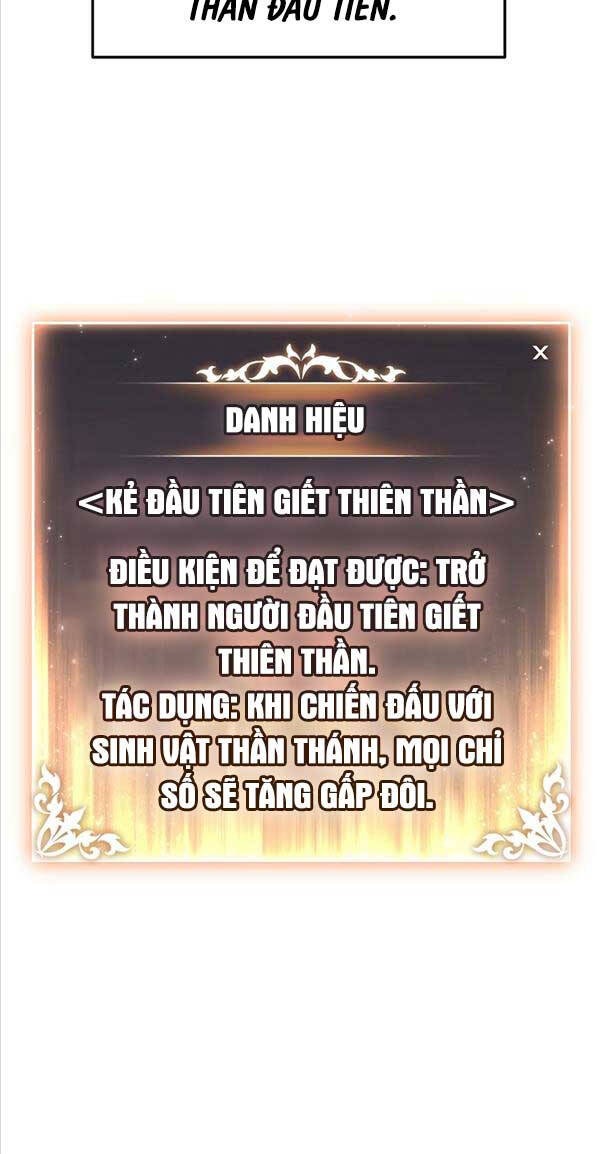 THẦN ĐẦU TIÊN.
X
DANH HIỆU
<KẺ ĐẦU TIÊN GIẾT THIÊN THẦN>
ĐIỀU KIỆN ĐỂ ĐẠT ĐƯỢC: TRỞ
THÀNH NGƯỜI ĐẦU TIÊN GIẾT
THIÊN THẦN.
TÁC DỤNG: KHI CHIẾN ĐẤU VỚI
SINH VẬT THẦN THÁNH, MỌI CHỈ
SỐ SẼ TĂNG GẤP ĐÔI.